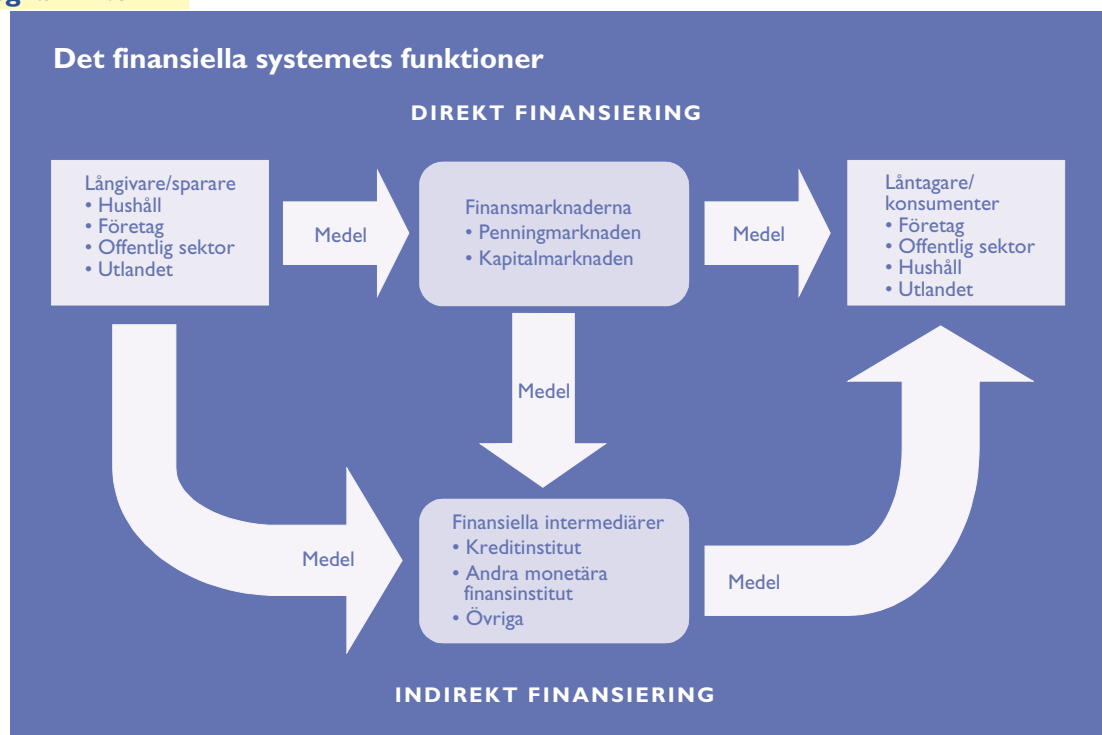 Det finansiella systemets funktioner
DIREKT FINANSIERING
Långivare/sparare
• Hushåll
• Företag
• Offentlig sektor
• Utlandet
Medel
Finansmarknaderna
• Penningmarknaden
• Kapitalmarknaden
Medel
Låntagare/
konsumenter
• Företag
• Offentlig sektor
• Hushåll
• Utlandet
Medel
Medel
Finansiella intermediärer
• Kreditinstitut
• Andra monetära
finansinstitut
• Övriga
Medel
INDIREKT FINANSIERING